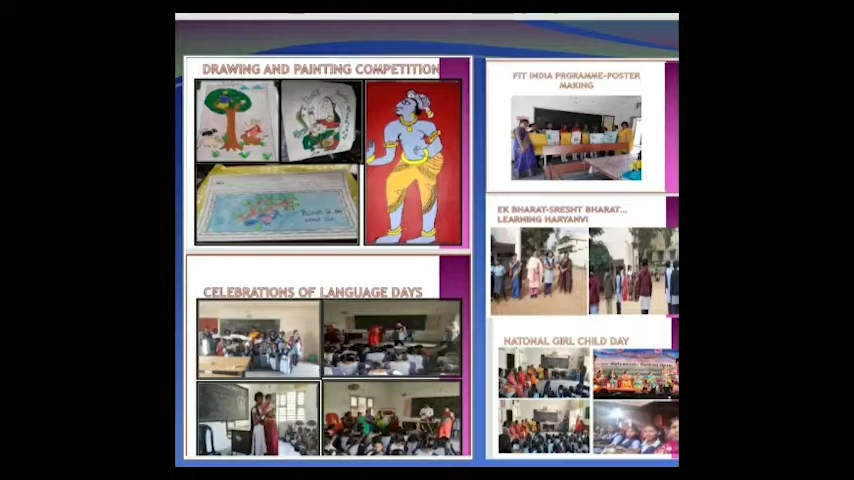 DRAWING AND PAINTING COMPETITION
CELEBRATIONS OF LANGUAGE DAYS
FIT INDIA PRGRAMME-POSTER
MAKING
EK BHARAT-SRESHT BHARAT...
LEARNING HARYANVI
NATONAL GIRL CHILD DAY